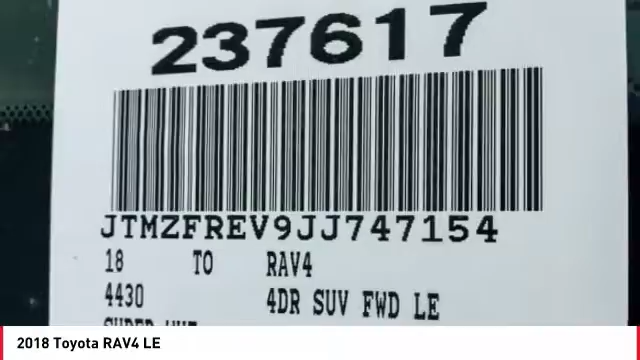 237617
JTMZFREV9JJ747154
18 TO RAV4
4430 4DR SUV FWD LE
2018 Toyota RAV4 LE